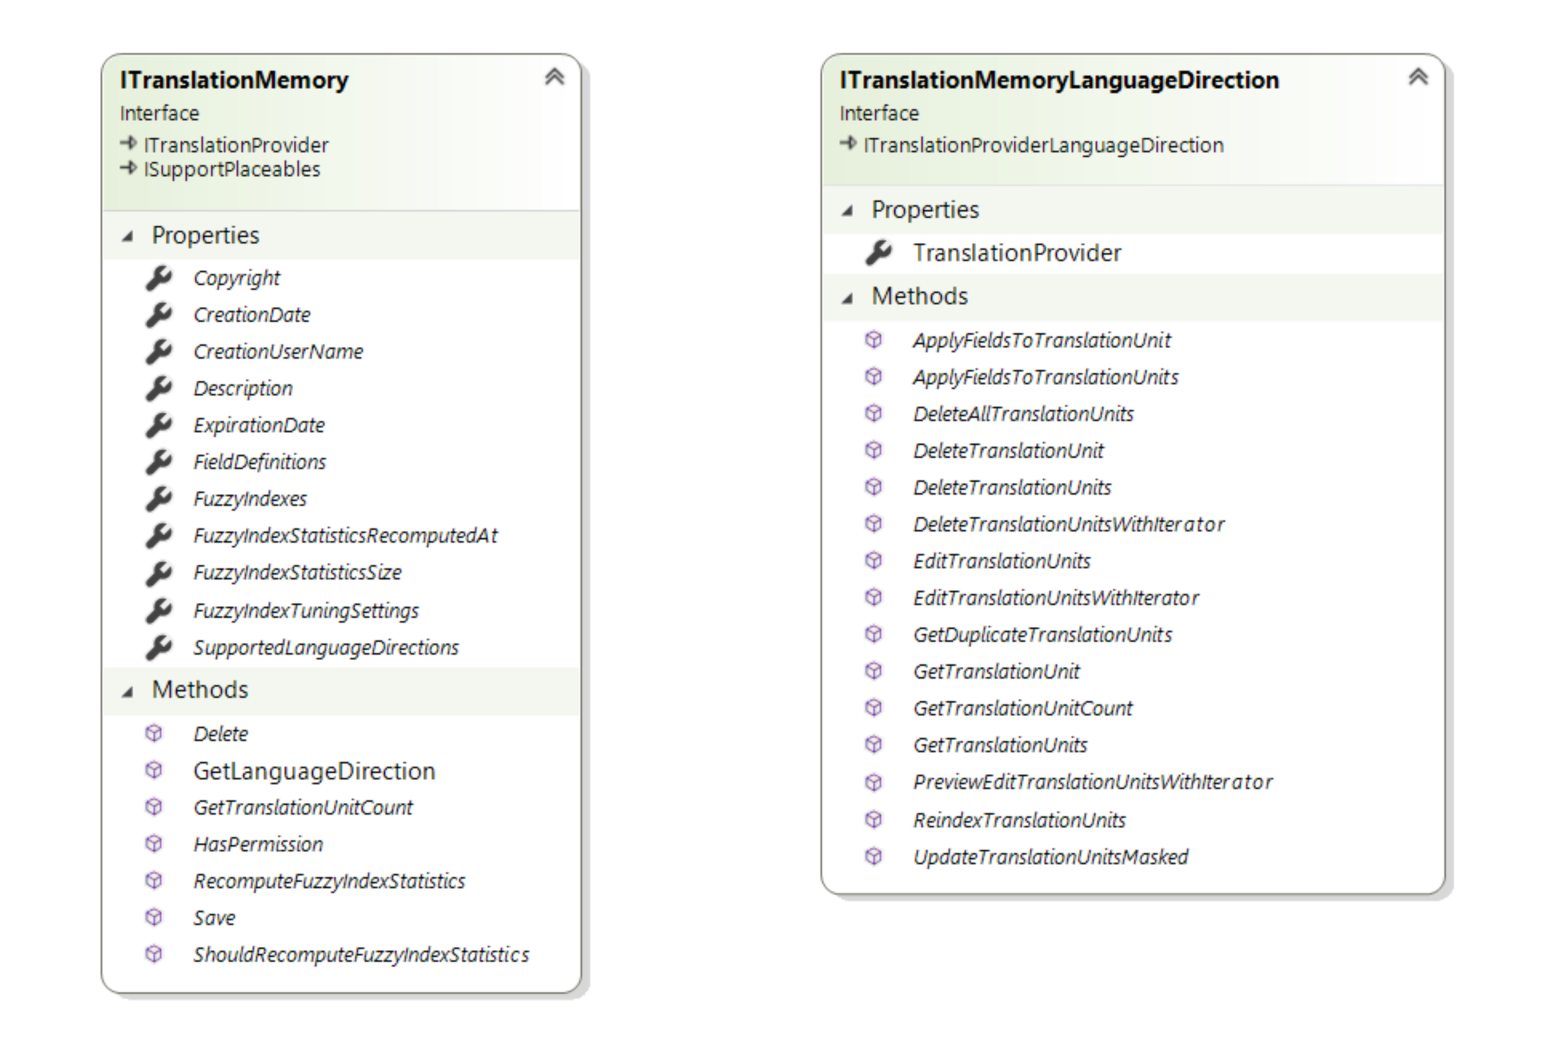 ITranslationMemory
Interface
ITranslationProvider
ISupportPlaceables
Properties
Copyright
CreationDate
CreationUserName
Description
ExpirationDate
FieldDefinitions
FuzzyIndexes
FuzzyIndexStatisticsRecomputedAt
FuzzyIndexStatisticsSize
FuzzyIndexTuningSettings
SupportedLanguageDirections
Methods
Delete
GetLanguageDirection
GetTranslationUnitCount
HasPermission
RecomputeFuzzyIndexStatistics
Save
ShouldRecomputeFuzzyIndexStatistics
ITranslationMemoryLanguageDirection
Interface
ITranslationProviderLanguageDirection
Properties
TranslationProvider
Methods
ApplyFieldsToTranslationUnit
ApplyFieldsToTranslationUnits
DeleteAllTranslationUnits
DeleteTranslationUnit
DeleteTranslationUnits
DeleteTranslationUnitsWithIterator
EditTranslationUnits
EditTranslationUnitsWithIterator
GetDuplicateTranslationUnits
GetTranslationUnit
GetTranslationUnitCount
GetTranslationUnits
PreviewEditTranslationUnitsWithIterator
ReindexTranslationUnits
UpdateTranslationUnitsMasked